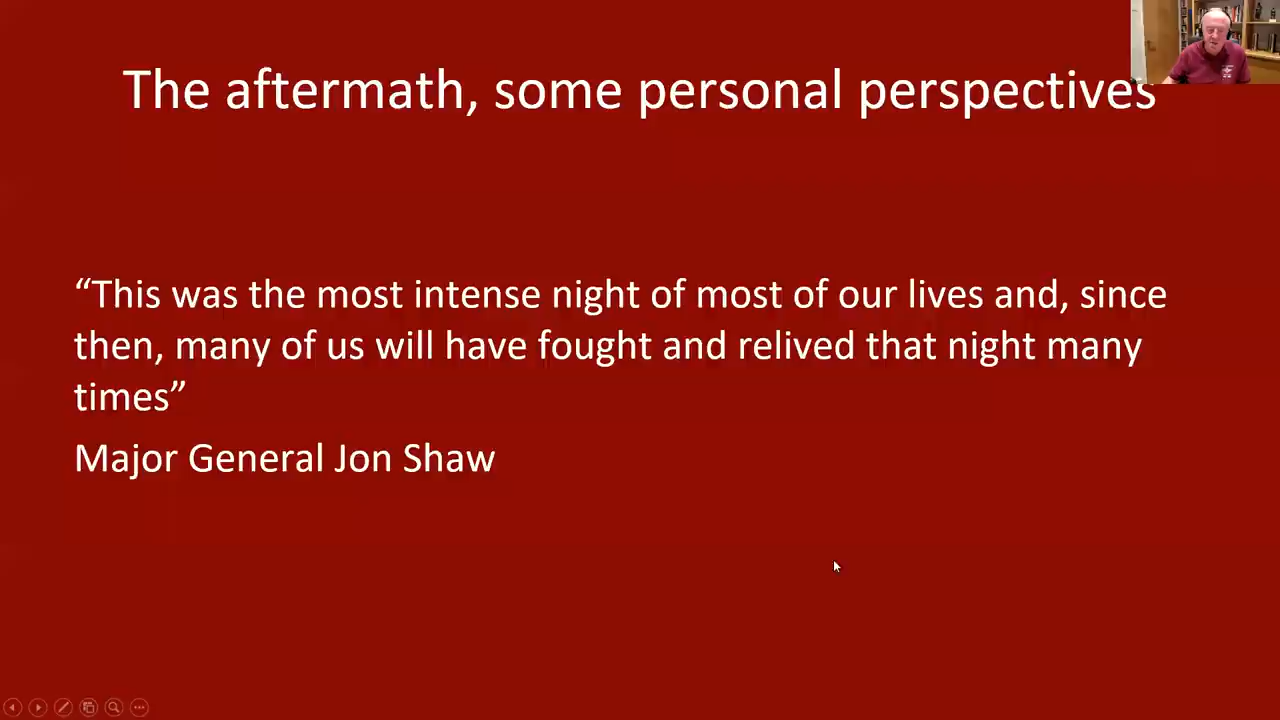 The aftermath, some personal perspectives
“This was the most intense night of most of our lives and, since
then, many of us will have fought and relived that night many
times”
Major General Jon Shaw